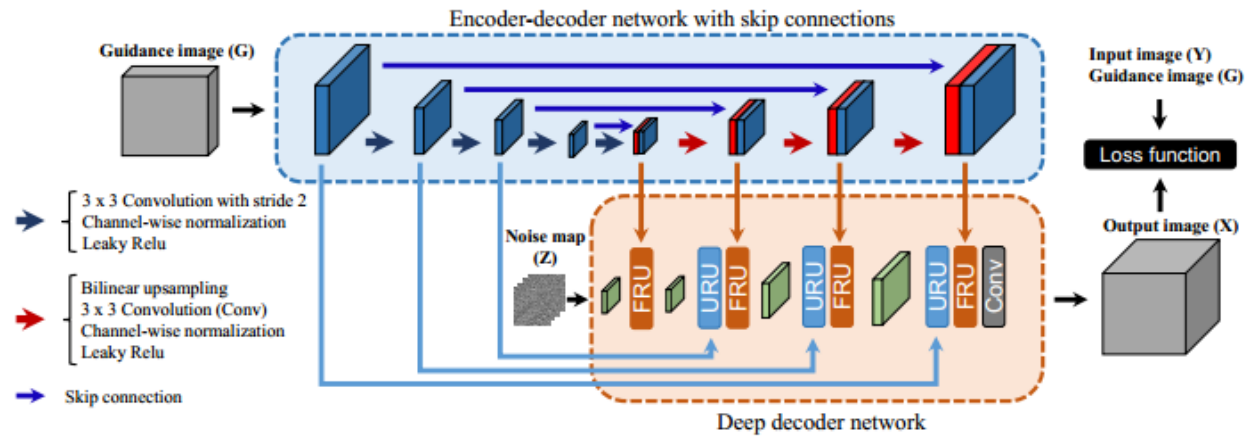 Encoder-decoder network with skip connections
Guidance image (G)
Input image (Y)
Guidance image (G)
Loss function
3 x 3 Convolution with stride 2
Channel-wise normalization
Leaky Relu
Noise map
(Z)
Output image (X)
FRU
URU
FRU
URU
FRU
URU
FRU
Conv
Bilinear upsampling
3 x 3 Convolution (Conv)
Channel-wise normalization
Leaky Relu
Skip connection
Deep decoder network